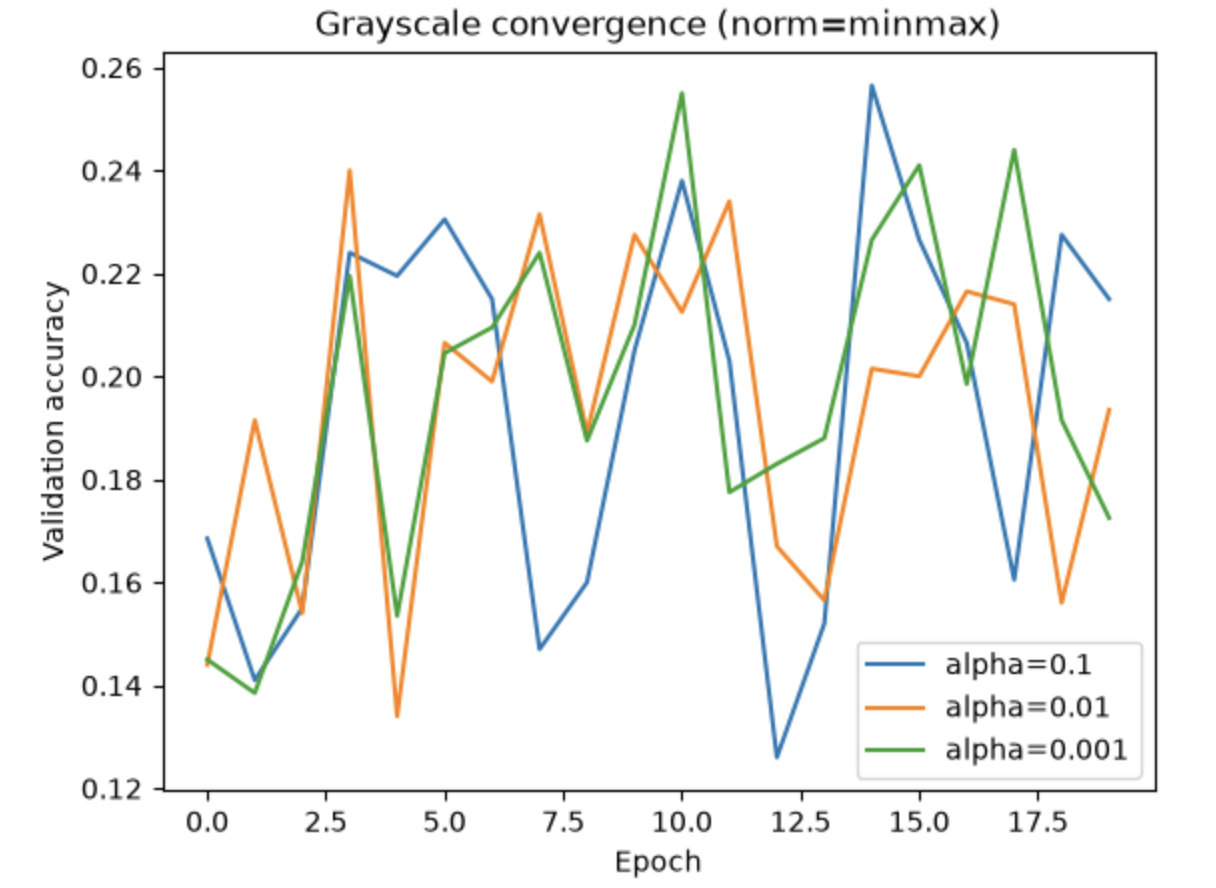 Grayscale convergence (norm=minmax)
0.26
0.24
0.22
0.20
0.18
0.16
0.14
0.12
Validation accuracy
alpha=0.1
alpha=0.01
alpha=0.001
0.0 2.5 5.0 7.5 10.0 12.5 15.0 17.5
Epoch